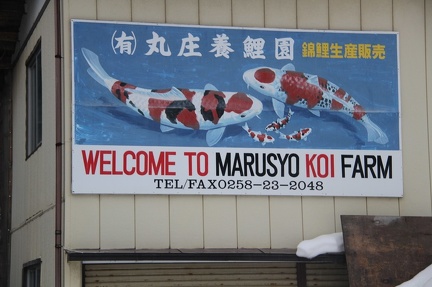 (有)丸庄養鯉園 錦鯉生産販売
WELCOME TO MARUSYO KOI FARM
TEL/FAX0258-23-2048